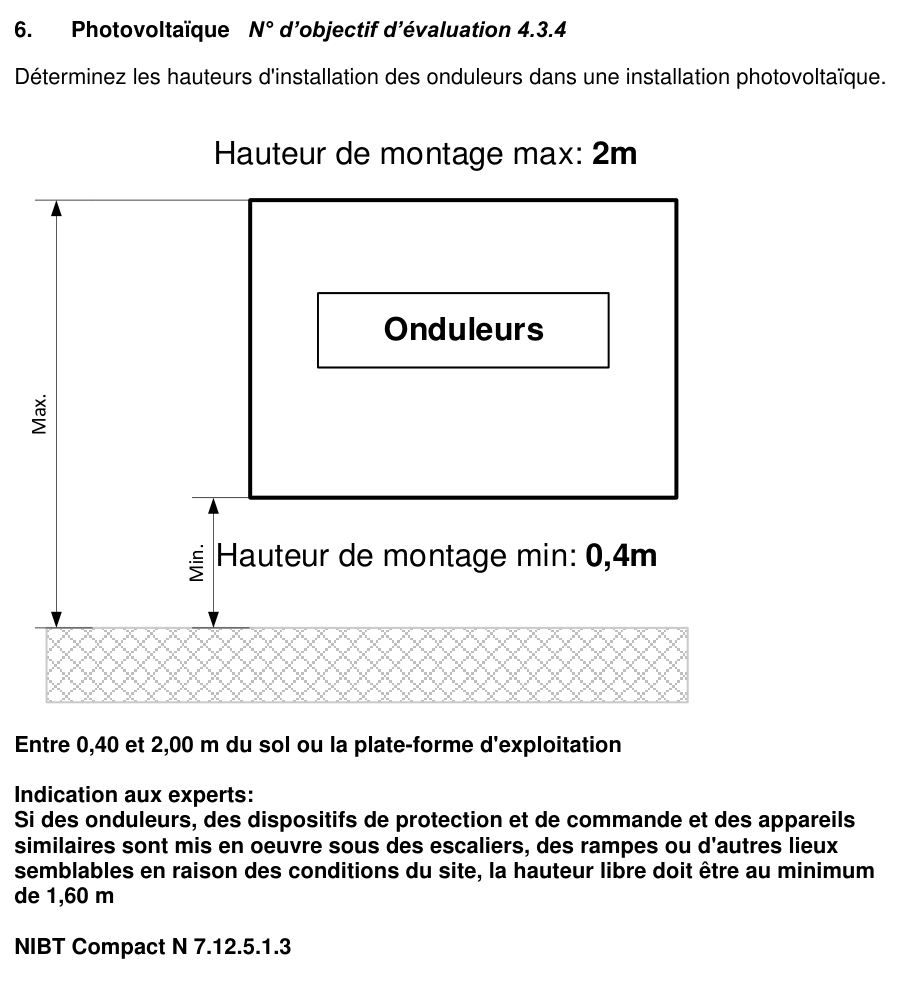 6. Photovoltaïque N° d’objectif d’évaluation 4.3.4
Déterminez les hauteurs d'installation des onduleurs dans une installation photovoltaïque.
Hauteur de montage max: 2m
Onduleurs
Max.
Min.
Hauteur de montage min: 0,4m
Entre 0,40 et 2,00 m du sol ou la plate-forme d'exploitation
Indication aux experts:
Si des onduleurs, des dispositifs de protection et de commande et des appareils
similaires sont mis en oeuvre sous des escaliers, des rampes ou d'autres lieux
semblables en raison des conditions du site, la hauteur libre doit être au minimum
de 1,60 m
NIBT Compact N 7.12.5.1.3